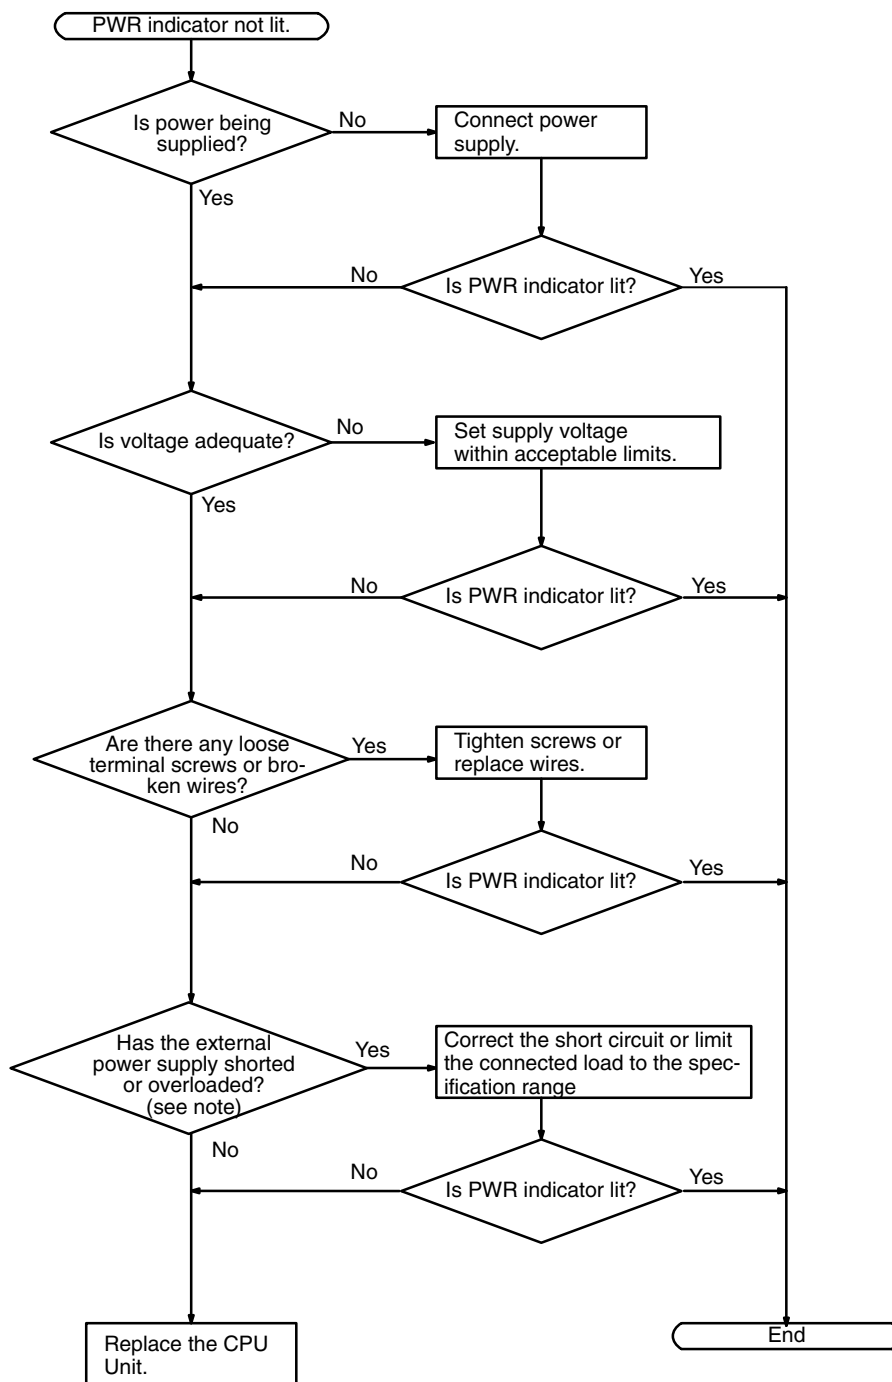 PWR indicator not lit.
Is power being
supplied?
No
Connect power
supply.
Yes
No
Is PWR indicator lit?
Yes
Is voltage adequate?
No
Set supply voltage
within acceptable limits.
Yes
No
Is PWR indicator lit?
Yes
Are there any loose
terminal screws or bro-
ken wires?
Yes
Tighten screws or
replace wires.
No
No
Is PWR indicator lit?
Yes
Has the external
power supply shorted
or overloaded?
(see note)
Yes
Correct the short circuit or limit
the connected load to the spec-
ification range
No
No
Is PWR indicator lit?
Yes
Replace the CPU
Unit.
End